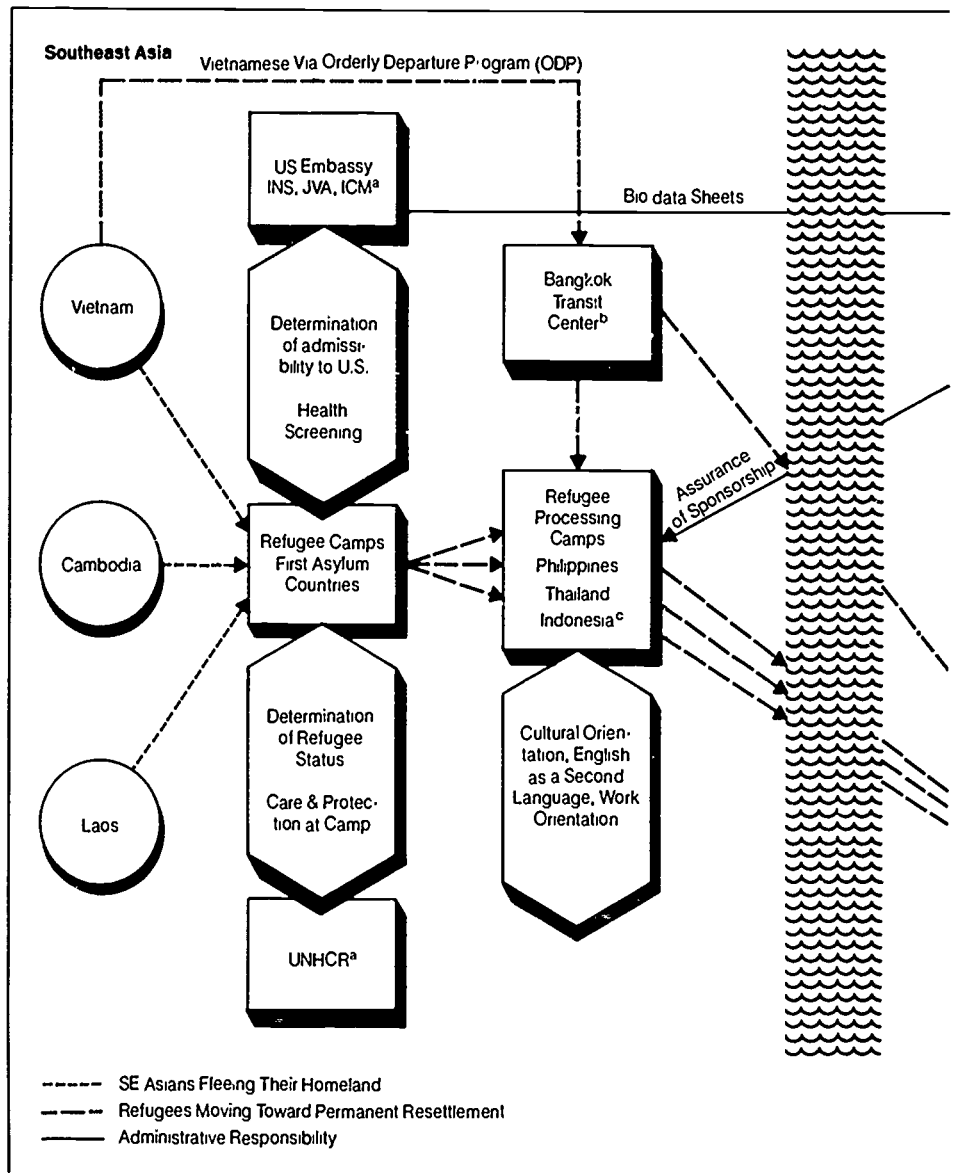 Southeast Asia
Vietnamese Via Orderly Departure Program (ODP)
US Embassy
INS, JVA, ICMa
Bio data Sheets
Vietnam
Bangkok
Transit
Centerb
Determination
of admissi-
bility to U.S.
Health
Screening
Assurance
of Sponsorship
Cambodia
Refugee Camps
First Asylum
Countries
Refugee
Processing
Camps
Philippines
Thailand
Indonesiac
Laos
Determination
of Refugee
Status
Care & Protec-
tion at Camp
Cultural Orien-
tation, English
as a Second
Language, Work
Orientation
UNHCRa
SE Asians Fleeing Their Homeland
Refugees Moving Toward Permanent Resettlement
Administrative Responsibility